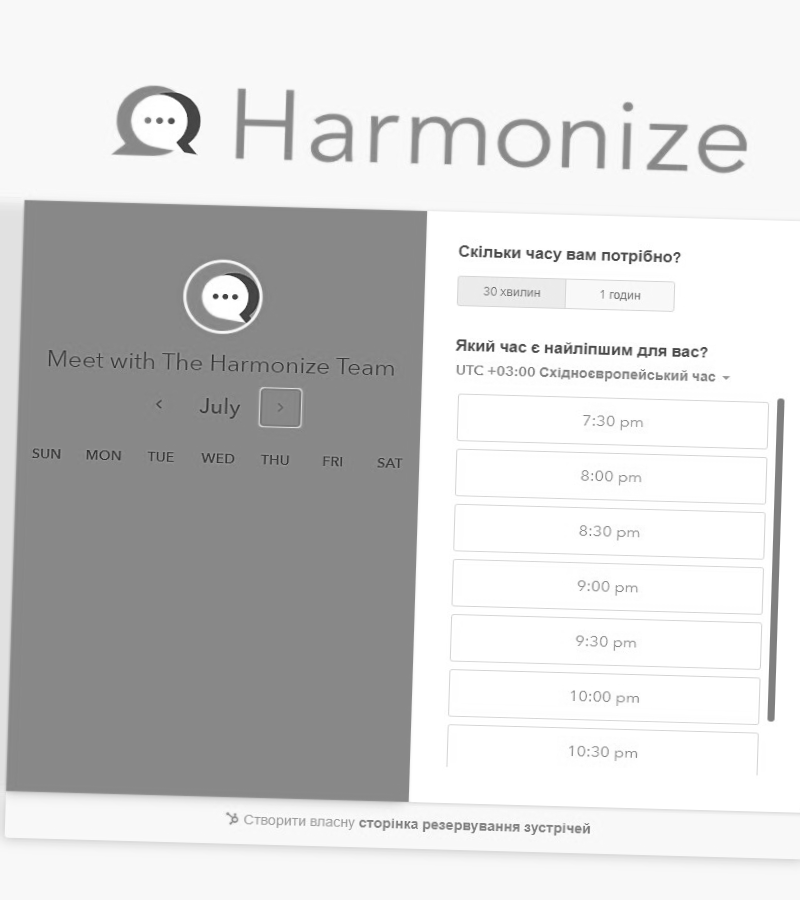 Harmonize
Meet with The Harmonize Team
July
SUN MON TUE WED THU FRI SAT
Скільки часу вам потрібно?
30 хвилин 1 годин
Який час є найліпшим для вас?
UTC +03:00 Східноєвропейський час
7:30 pm
8:00 pm
8:30 pm
9:00 pm
9:30 pm
10:00 pm
10:30 pm
Створити власну сторінка резервування зустрічей